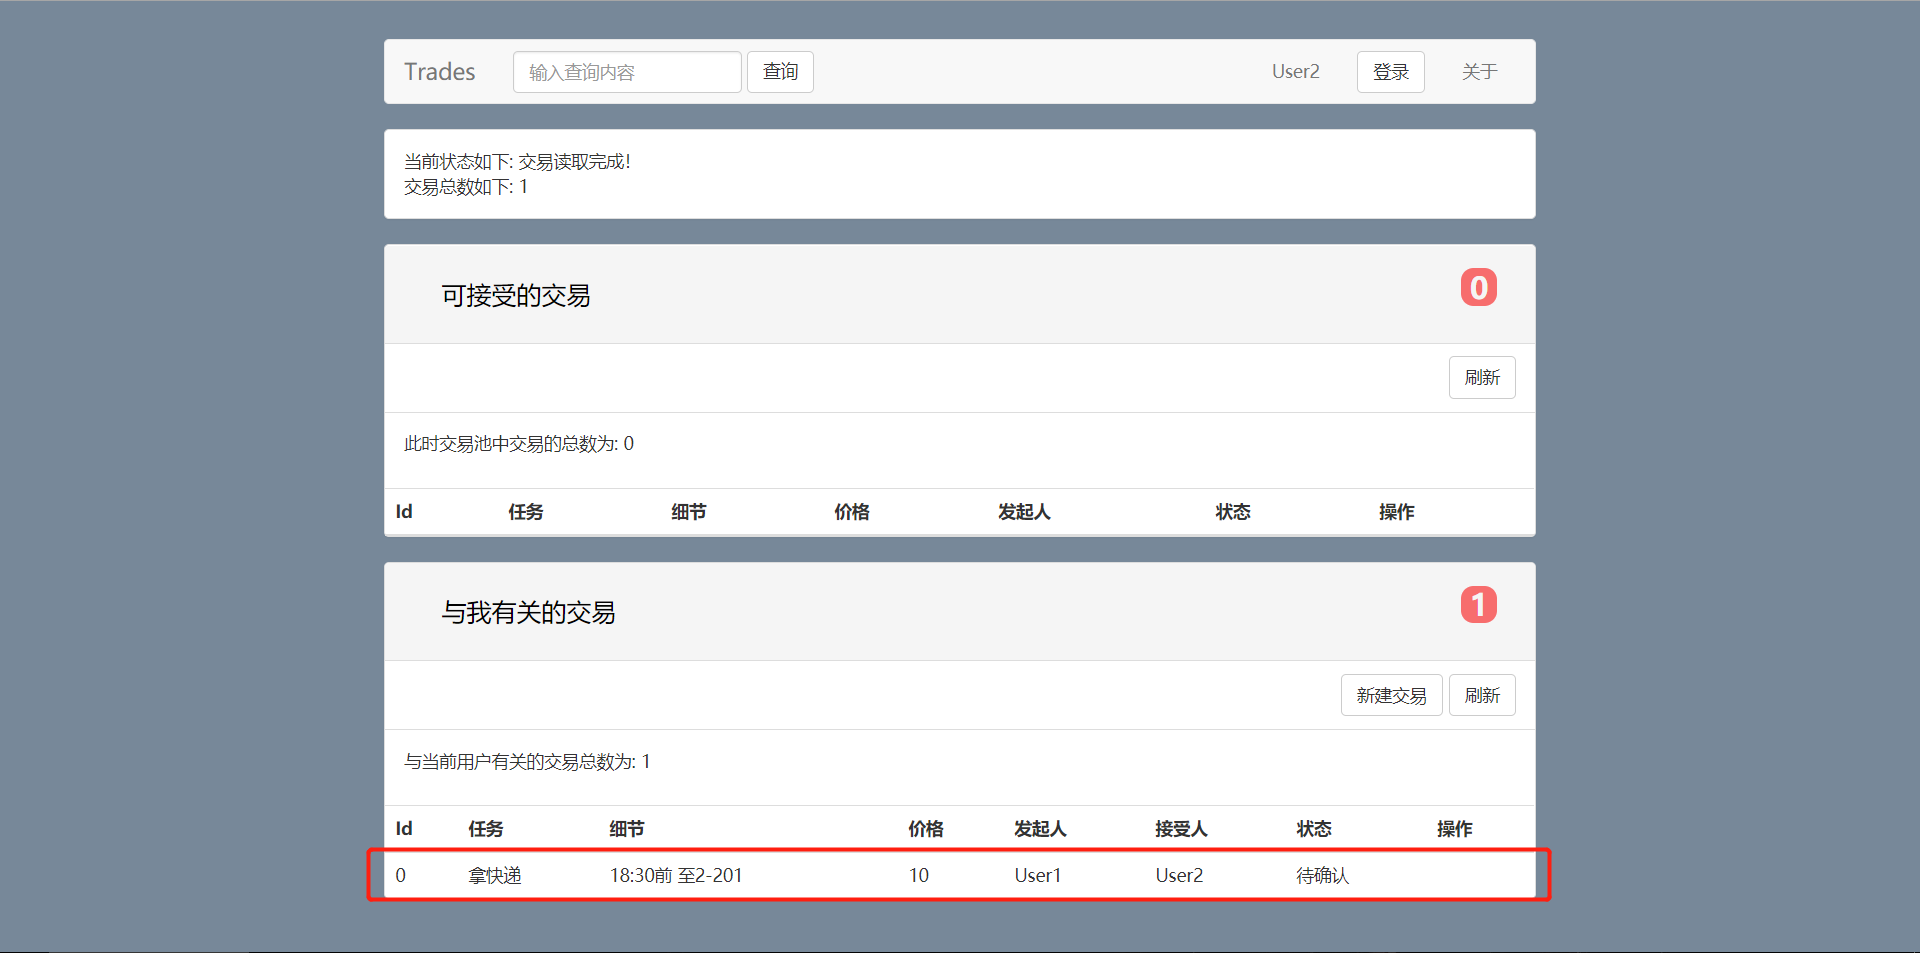 Trades 输入查询内容 查询 User2 登录 关于
当前状态如下: 交易读取完成!
交易总数如下: 1
可接受的交易 0
刷新
此时交易池中交易的总数为: 0
Id 任务 细节 价格 发起人 状态 操作
与我有关的交易 1
新建交易 刷新
与当前用户有关的交易总数为: 1
Id 任务 细节 价格 发起人 接受人 状态 操作
0 拿快递 18:30前 至2-201 10 User1 User2 待确认